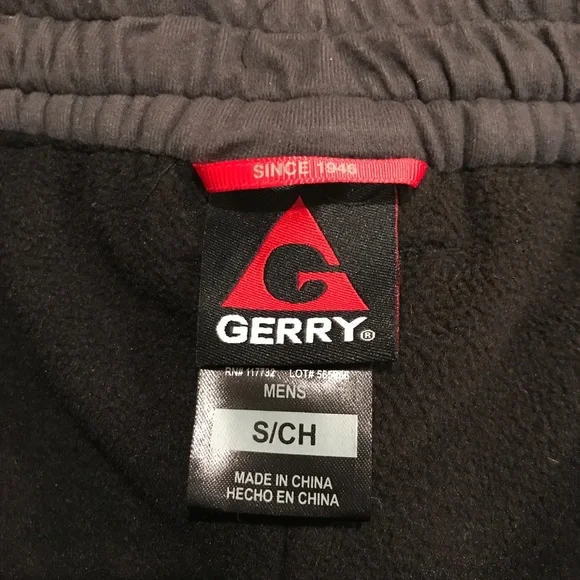 SINCE 1946
G
GERRY®
RN# 117732 LOT#
MENS
S/CH
MADE IN CHINA
HECHO EN CHINA